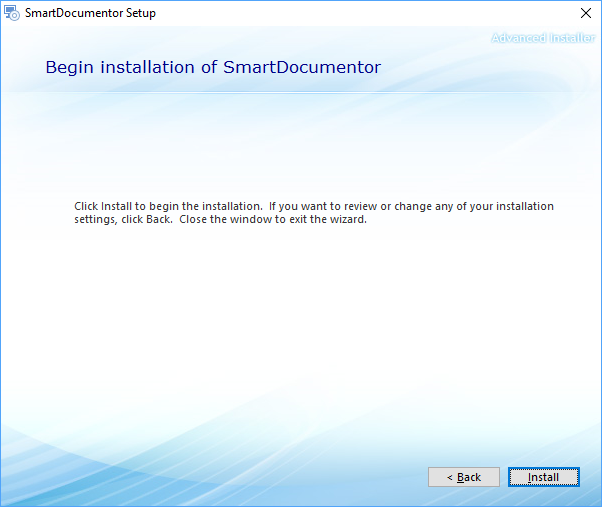 SmartDocumentor Setup
Advanced Installer
Begin installation of SmartDocumentor
Click Install to begin the installation.  If you want to review or change any of your installation
settings, click Back.  Close the window to exit the wizard.
< Back
Install